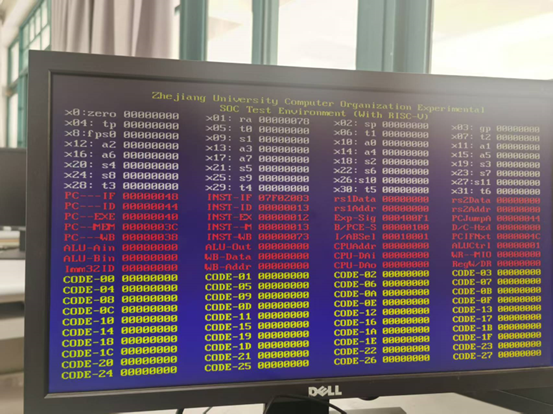 Zhejiang University Computer Organization Experimental
SOC Test Environment (With RISC-V)
x0:zero 00000000 x01: ra 00000078 x02: sp 00000000 x03: gp 00000000
x04: tp 00000000 x05: t0 00000000 x06: t1 00000000 x07: t2 00000000
x8:fps0 00000000 x09: s1 00000000 x10: a0 00000000 x11: a1 00000000
x12: a2 00000000 x13: a3 00000000 x14: a4 00000000 x15: a5 00000000
x16: a6 00000000 x17: a7 00000000 x18: s2 00000000 x19: s3 00000000
x20: s4 00000000 x21: s5 00000000 x22: s6 00000000 x23: s7 00000000
x24: s8 00000000 x25: s9 00000000 x26:s10 00000000 x27:s11 00000000
x28: t3 00000000 x29: t4 00000000 x30: t5 00000000 x31: t6 00000000
PC---IF 00000048 INST-IF 07F02083 rs1Data 00000000 rs2Data 00000000
PC---ID 00000044 INST-ID 00000013 rs1Addr 00000000 rs2Addr 00000000
PC--EXE 00000040 INST-EX 00000012 Exp-Sig 000400F1 PCJumpA 00000044
PC--MEM 0000003C INST--M 00000013 B/PCE-S 00000100 D/C-Hzd 00000000
PC---WB 00000038 INST-WB 00000073 I/ABSel 00010001 PCIFNxt 0000004C
ALU-Ain 00000000 ALU-Out 00000000 CPUAddr 00000000 ALUCtrl 00000001
ALU-Bin 00000000 WB-Data 00000000 CPU-DAi 00000000 WR--MIO 00000000
Imm32ID 00000000 WB-Addr 00000000 CPU-DAo 00000000 RegW/DR 00000000
CODE-00 00000000 CODE-01 00000000 CODE-02 00000000 CODE-03 00000000
CODE-04 00000000 CODE-05 00000000 CODE-06 00000000 CODE-07 00000000
CODE-08 00000000 CODE-09 00000000 CODE-0A 00000000 CODE-0B 00000000
CODE-0C 00000000 CODE-0D 00000000 CODE-0E 00000000 CODE-0F 00000000
CODE-10 00000000 CODE-11 00000000 CODE-12 00000000 CODE-13 00000000
CODE-14 00000000 CODE-15 00000000 CODE-16 00000000 CODE-17 00000000
CODE-18 00000000 CODE-19 00000000 CODE-1A 00000000 CODE-1B 00000000
CODE-1C 00000000 CODE-1D 00000000 CODE-1E 00000000 CODE-1F 00000000
CODE-20 00000000 CODE-21 00000000 CODE-22 00000000 CODE-23 00000000
CODE-24 00000000 CODE-25 00000000 CODE-26 00000000 CODE-27 00000000
DELL